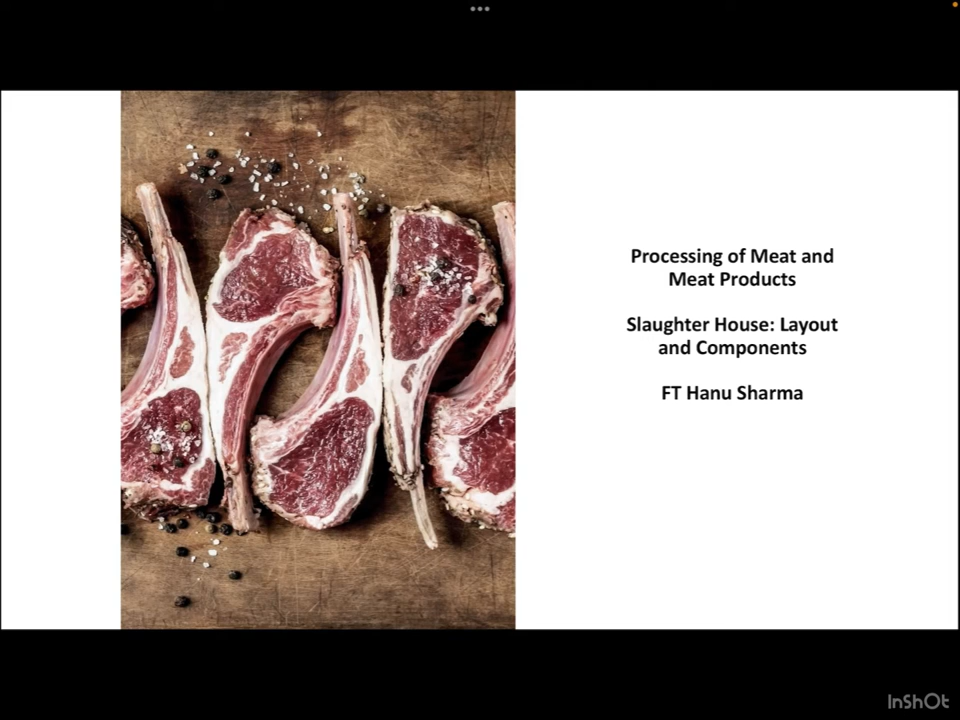 Processing of Meat and
Meat Products
Slaughter House: Layout
and Components
FT Hanu Sharma
InShOt